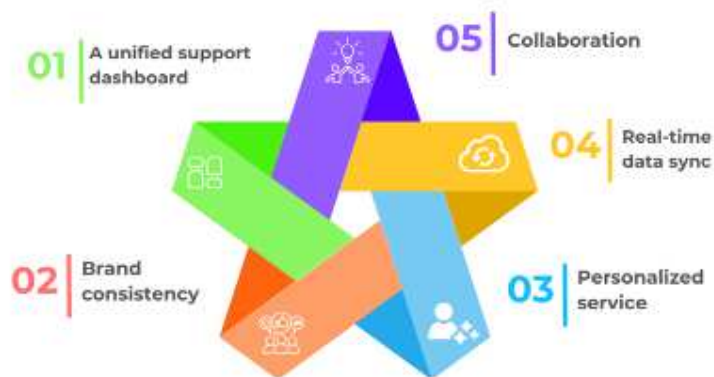 01
A unified support
dashboard
05
Collaboration
04
Real-time
data sync
02
Brand
consistency
03
Personalized
service